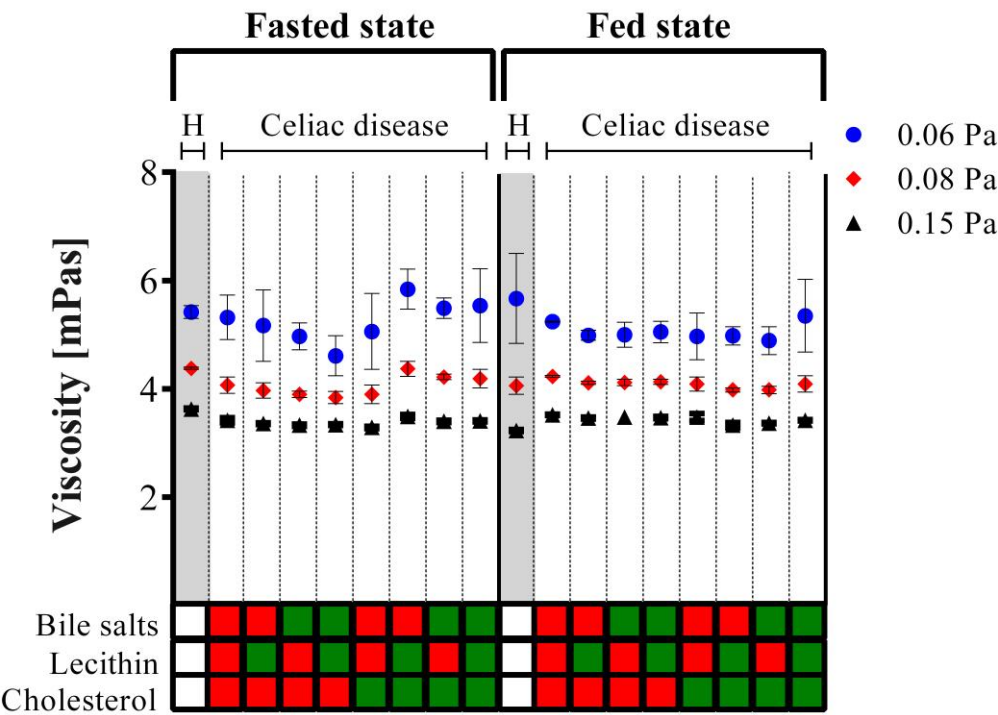 Fasted state Fed state
H Celiac disease H Celiac disease
0.06 Pa
0.08 Pa
0.15 Pa
Viscosity [mPas]
8
6
4
2
Bile salts
Lecithin
Cholesterol